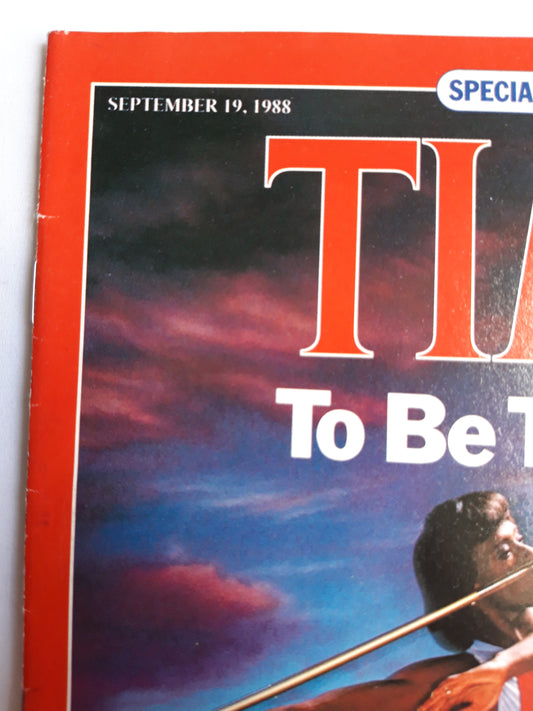 SEPTEMBER 19, 1988
SPECIA
TI
To Be